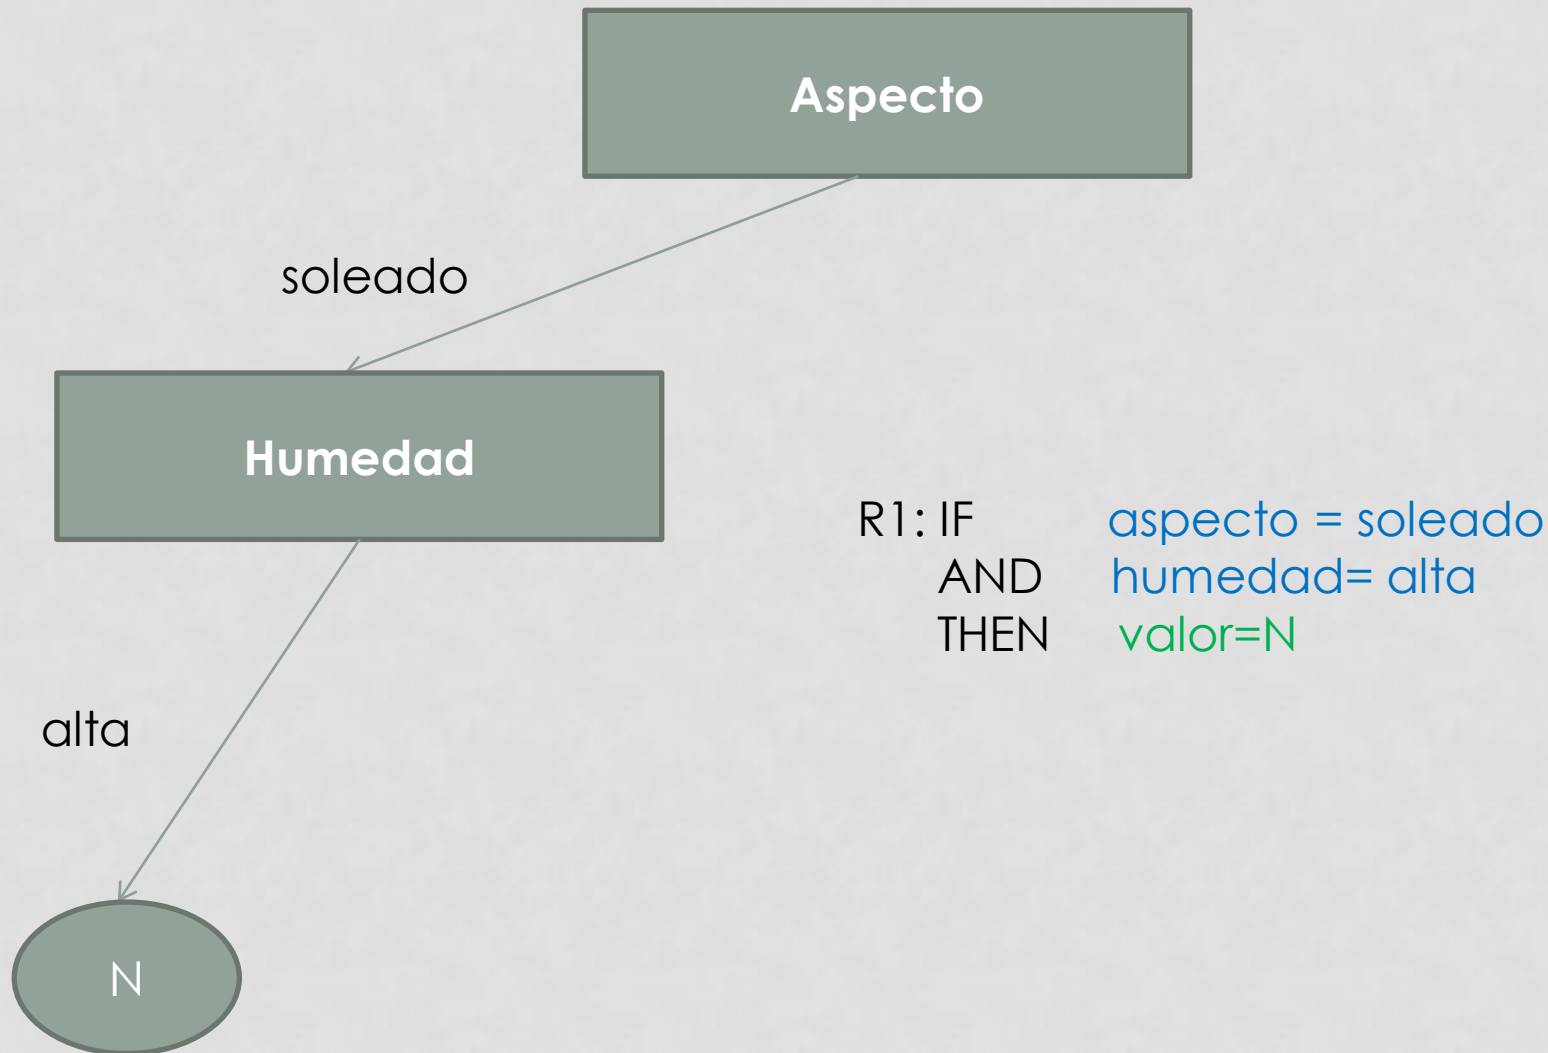 Aspecto
soleado
Humedad
R1: IF aspecto = soleado
AND humedad= alta
THEN valor=N
alta
N